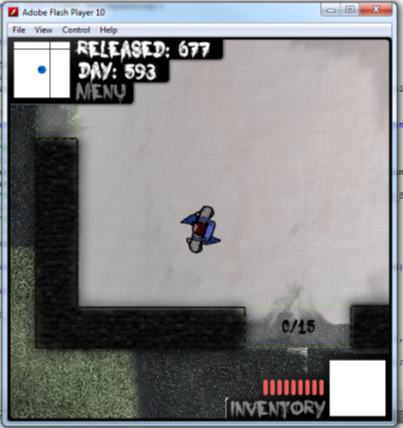 Adobe Flash Player 10
File View Control Help
RELEASED: 677
DAY: 593
MENU
0/15
INVENTORY